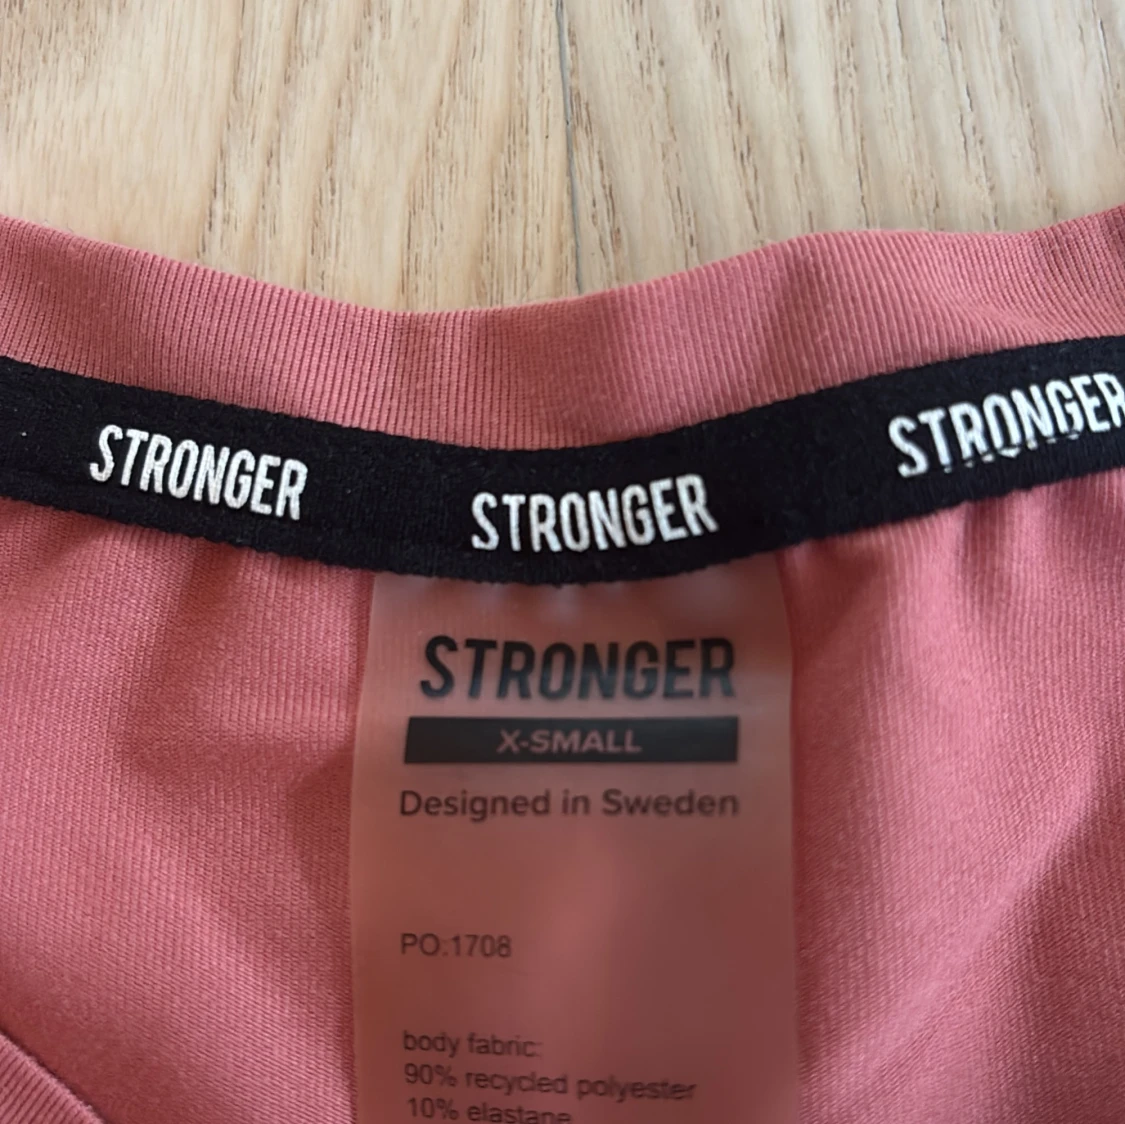 STRONGER
STRONGER
STRONGER
STRONGER
X-SMALL
Designed in Sweden
PO:1708
body fabric:
90% recycled polyester
10% elastane